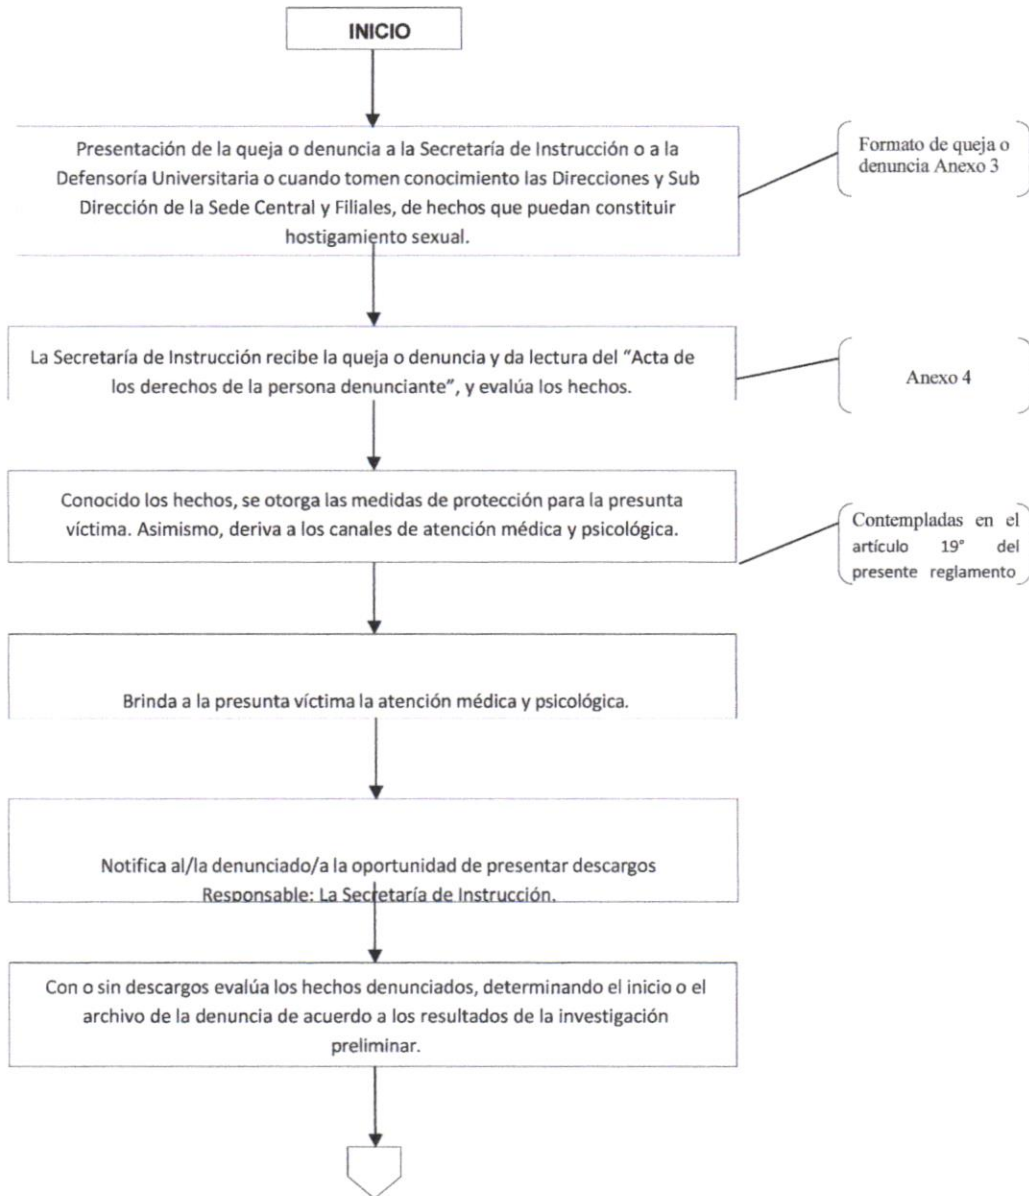 INICIO
Presentación de la queja o denuncia a la Secretaría de Instrucción o a la
Defensoría Universitaria o cuando tomen conocimiento las Direcciones y Sub
Dirección de la Sede Central y Filiales, de hechos que puedan constituir
hostigamiento sexual.
Formato de queja o
denuncia Anexo 3
La Secretaría de Instrucción recibe la queja o denuncia y da lectura del “Acta de
los derechos de la persona denunciante”, y evalúa los hechos.
Anexo 4
Conocido los hechos, se otorga las medidas de protección para la presunta
víctima. Asimismo, deriva a los canales de atención médica y psicológica.
Contempladas en el
artículo 19° del
presente reglamento
Brinda a la presunta víctima la atención médica y psicológica.
Notifica al/la denunciado/a la oportunidad de presentar descargos
Responsable: La Secretaría de Instrucción.
Con o sin descargos evalúa los hechos denunciados, determinando el inicio o el
archivo de la denuncia de acuerdo a los resultados de la investigación
preliminar.